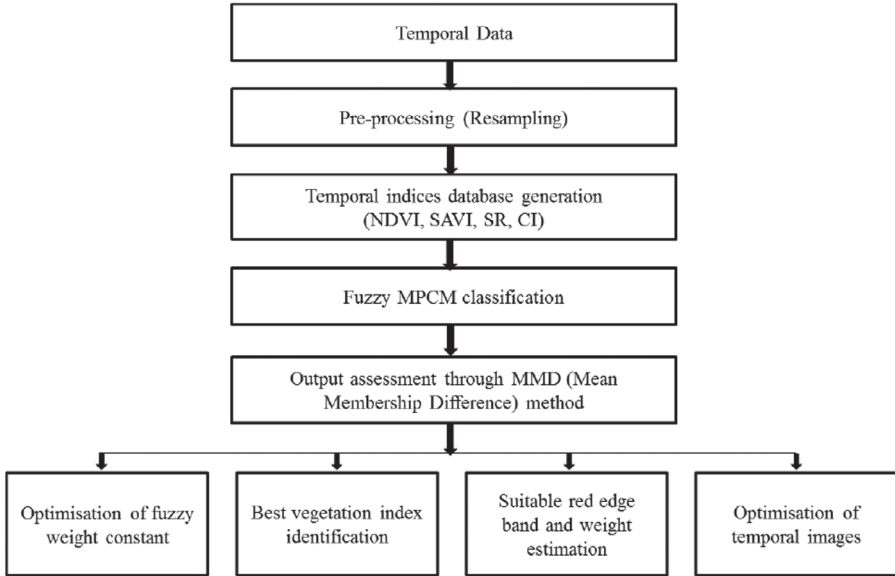 Temporal Data
Pre-processing (Resampling)
Temporal indices database generation
(NDVI, SAVI, SR, CI)
Fuzzy MPCM classification
Output assessment through MMD (Mean
Membership Difference) method
Optimisation of fuzzy
weight constant
Best vegetation index
identification
Suitable red edge
band and weight
estimation
Optimisation of
temporal images